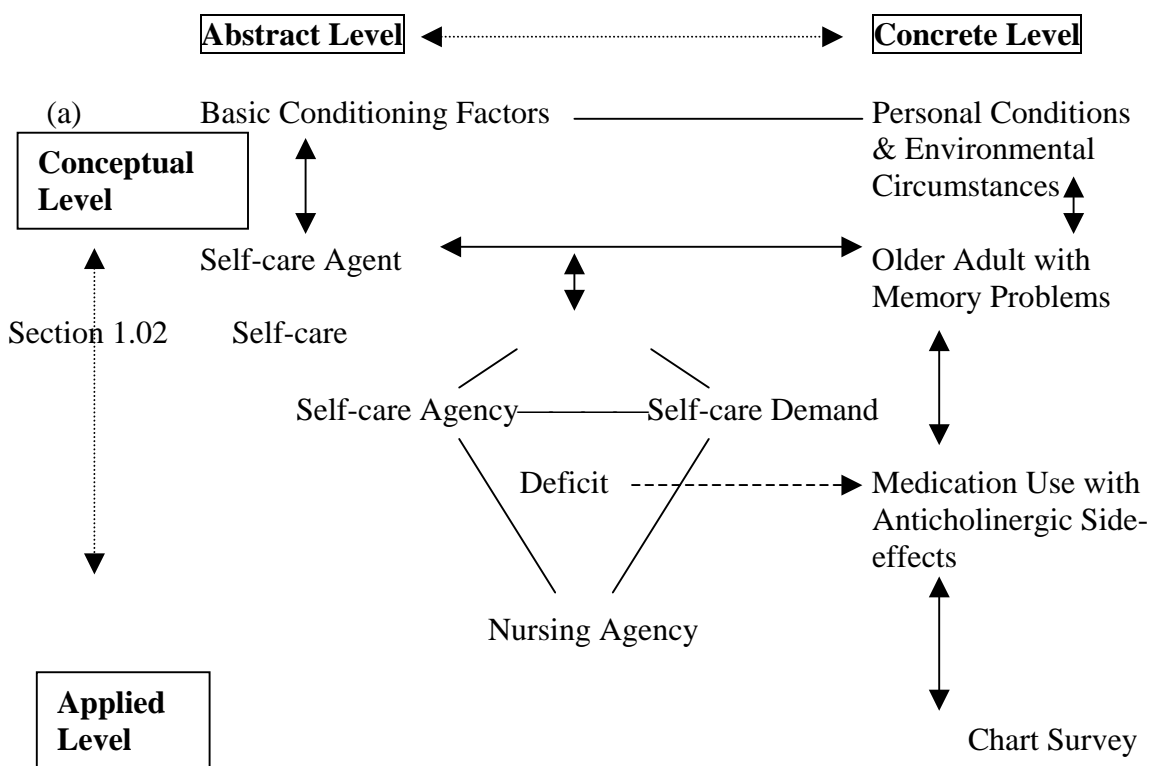 Abstract Level Concrete Level
(a) Basic Conditioning Factors Personal Conditions
Conceptual & Environmental
Level Circumstances
Self-care Agent Older Adult with
Memory Problems
Section 1.02 Self-care
Self-care Agency Self-care Demand
Deficit Medication Use with
Anticholinergic Side-
effects
Nursing Agency
Applied
Level Chart Survey